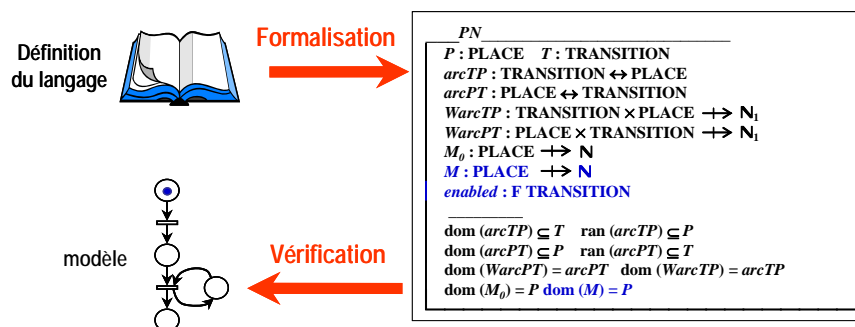 Définition
du langage
Formalisation
PN
P : PLACE T : TRANSITION
arcTP : TRANSITION ↔ PLACE
arcPT : PLACE ↔ TRANSITION
WarcTP : TRANSITION × PLACE ⇸ ℕ₁
WarcPT : PLACE × TRANSITION ⇸ ℕ₁
M₀ : PLACE ⇸ ℕ
M : PLACE ⇸ ℕ
enabled : F TRANSITION
dom (arcTP) ⊆ T ran (arcTP) ⊆ P
dom (arcPT) ⊆ P ran (arcPT) ⊆ T
dom (WarcPT) = arcPT dom (WarcTP) = arcTP
dom (M₀) = P dom (M) = P
modèle
Vérification